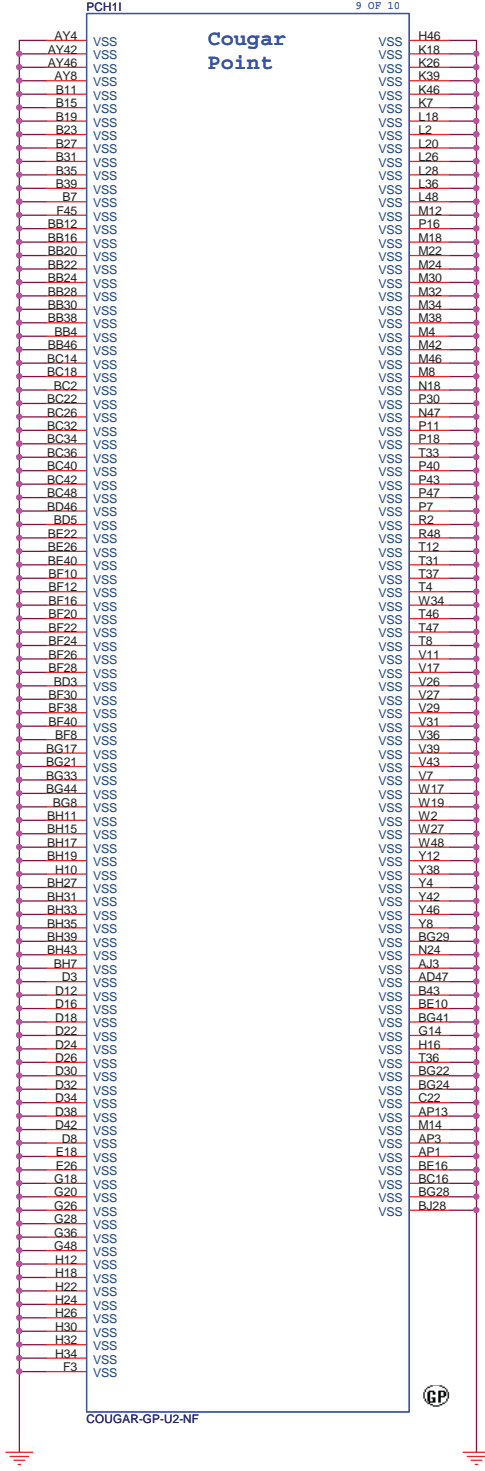 PCH1I 9 OF 10
Cougar
Point
AY4 VSS VSS H46
AY42 VSS VSS K18
AY46 VSS VSS K26
AY8 VSS VSS K39
B11 VSS VSS K46
B15 VSS VSS K7
B19 VSS VSS L18
B23 VSS VSS L2
B27 VSS VSS L20
B31 VSS VSS L26
B35 VSS VSS L28
B39 VSS VSS L36
B7 VSS VSS L48
F45 VSS VSS M12
BB12 VSS VSS P16
BB16 VSS VSS M18
BB20 VSS VSS M22
BB22 VSS VSS M24
BB24 VSS VSS M30
BB28 VSS VSS M32
BB30 VSS VSS M34
BB38 VSS VSS M38
BB4 VSS VSS M4
BB46 VSS VSS M42
BC14 VSS VSS M46
BC18 VSS VSS M8
BC2 VSS VSS N18
BC22 VSS VSS P30
BC26 VSS VSS N47
BC32 VSS VSS P11
BC34 VSS VSS P18
BC36 VSS VSS T33
BC40 VSS VSS P40
BC42 VSS VSS P43
BC48 VSS VSS P47
BD46 VSS VSS P7
BD5 VSS VSS R2
BE22 VSS VSS R48
BE26 VSS VSS T12
BE40 VSS VSS T31
BF10 VSS VSS T37
BF12 VSS VSS T4
BF16 VSS VSS W34
BF20 VSS VSS T46
BF22 VSS VSS T47
BF24 VSS VSS T8
BF26 VSS VSS V11
BF28 VSS VSS V17
BD3 VSS VSS V26
BF30 VSS VSS V27
BF38 VSS VSS V29
BF40 VSS VSS V31
BF8 VSS VSS V36
BG17 VSS VSS V39
BG21 VSS VSS V43
BG33 VSS VSS V7
BG44 VSS VSS W17
BG8 VSS VSS W19
BH11 VSS VSS W2
BH15 VSS VSS W27
BH17 VSS VSS W48
BH19 VSS VSS Y12
H10 VSS VSS Y38
BH27 VSS VSS Y4
BH31 VSS VSS Y42
BH33 VSS VSS Y46
BH35 VSS VSS Y8
BH39 VSS VSS BG29
BH43 VSS VSS N24
BH7 VSS VSS AJ3
D3 VSS VSS AD47
D12 VSS VSS B43
D16 VSS VSS BE10
D18 VSS VSS BG41
D22 VSS VSS G14
D24 VSS VSS H16
D26 VSS VSS T36
D30 VSS VSS BG22
D32 VSS VSS BG24
D34 VSS VSS C22
D38 VSS VSS AP13
D42 VSS VSS M14
D8 VSS VSS AP3
E18 VSS VSS AP1
E26 VSS VSS BE16
G18 VSS VSS BC16
G20 VSS VSS BG28
G26 VSS VSS BJ28
G28 VSS
G36 VSS
G48 VSS
H12 VSS
H18 VSS
H22 VSS
H24 VSS
H26 VSS
H30 VSS
H32 VSS
H34 VSS
F3 VSS
GP
COUGAR-GP-U2-NF